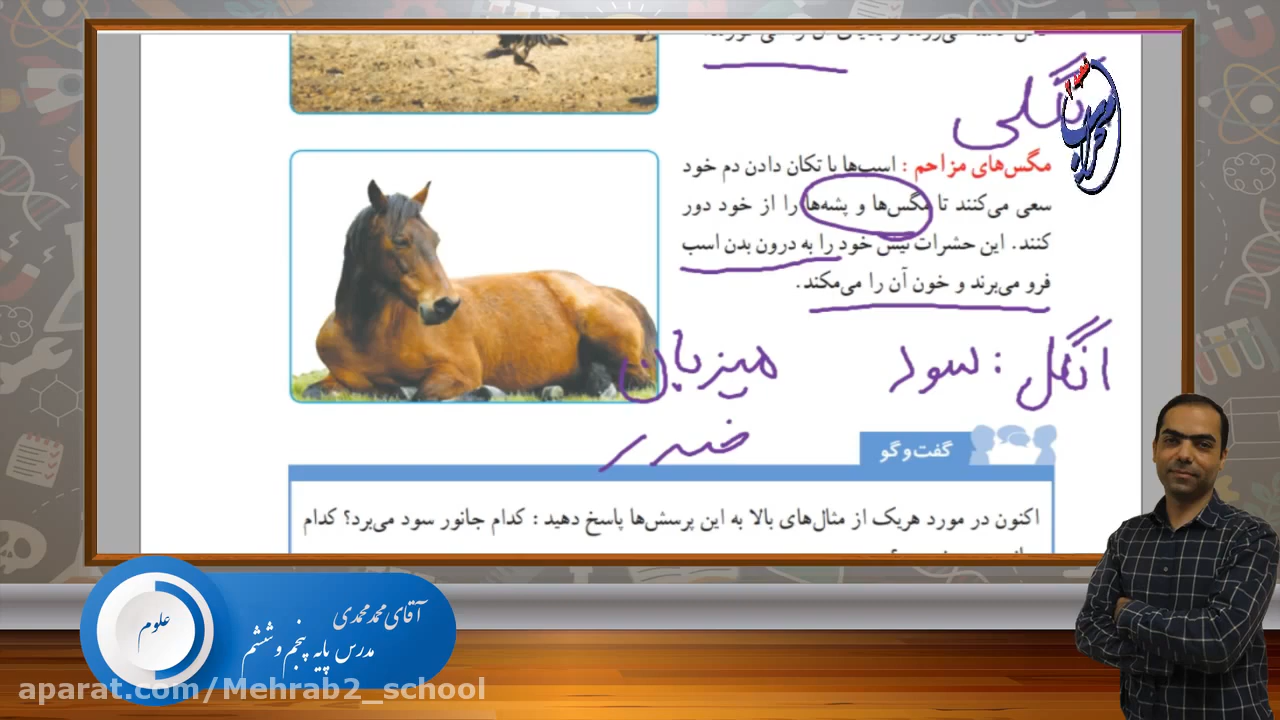 انگلی
محراب
مگس‌های مزاحم : اسب‌ها با تکان دادن دم خود
سعی می‌کنند تا مگس‌ها و پشه‌ها را از خود دور
کنند. این حشرات نیش خود را به درون بدن اسب
فرو می‌برند و خون آن را می‌مکند.
انگل : سود میزبان
ضرر
گفت‌و‌گو
اکنون در مورد هریک از مثال‌های بالا به این پرسش‌ها پاسخ دهید : کدام جانور سود می‌برد؟ کدام
علوم
آقای محمدمحمدی
مدرس پایه پنجم و ششم
aparat.com/Mehrab2_school